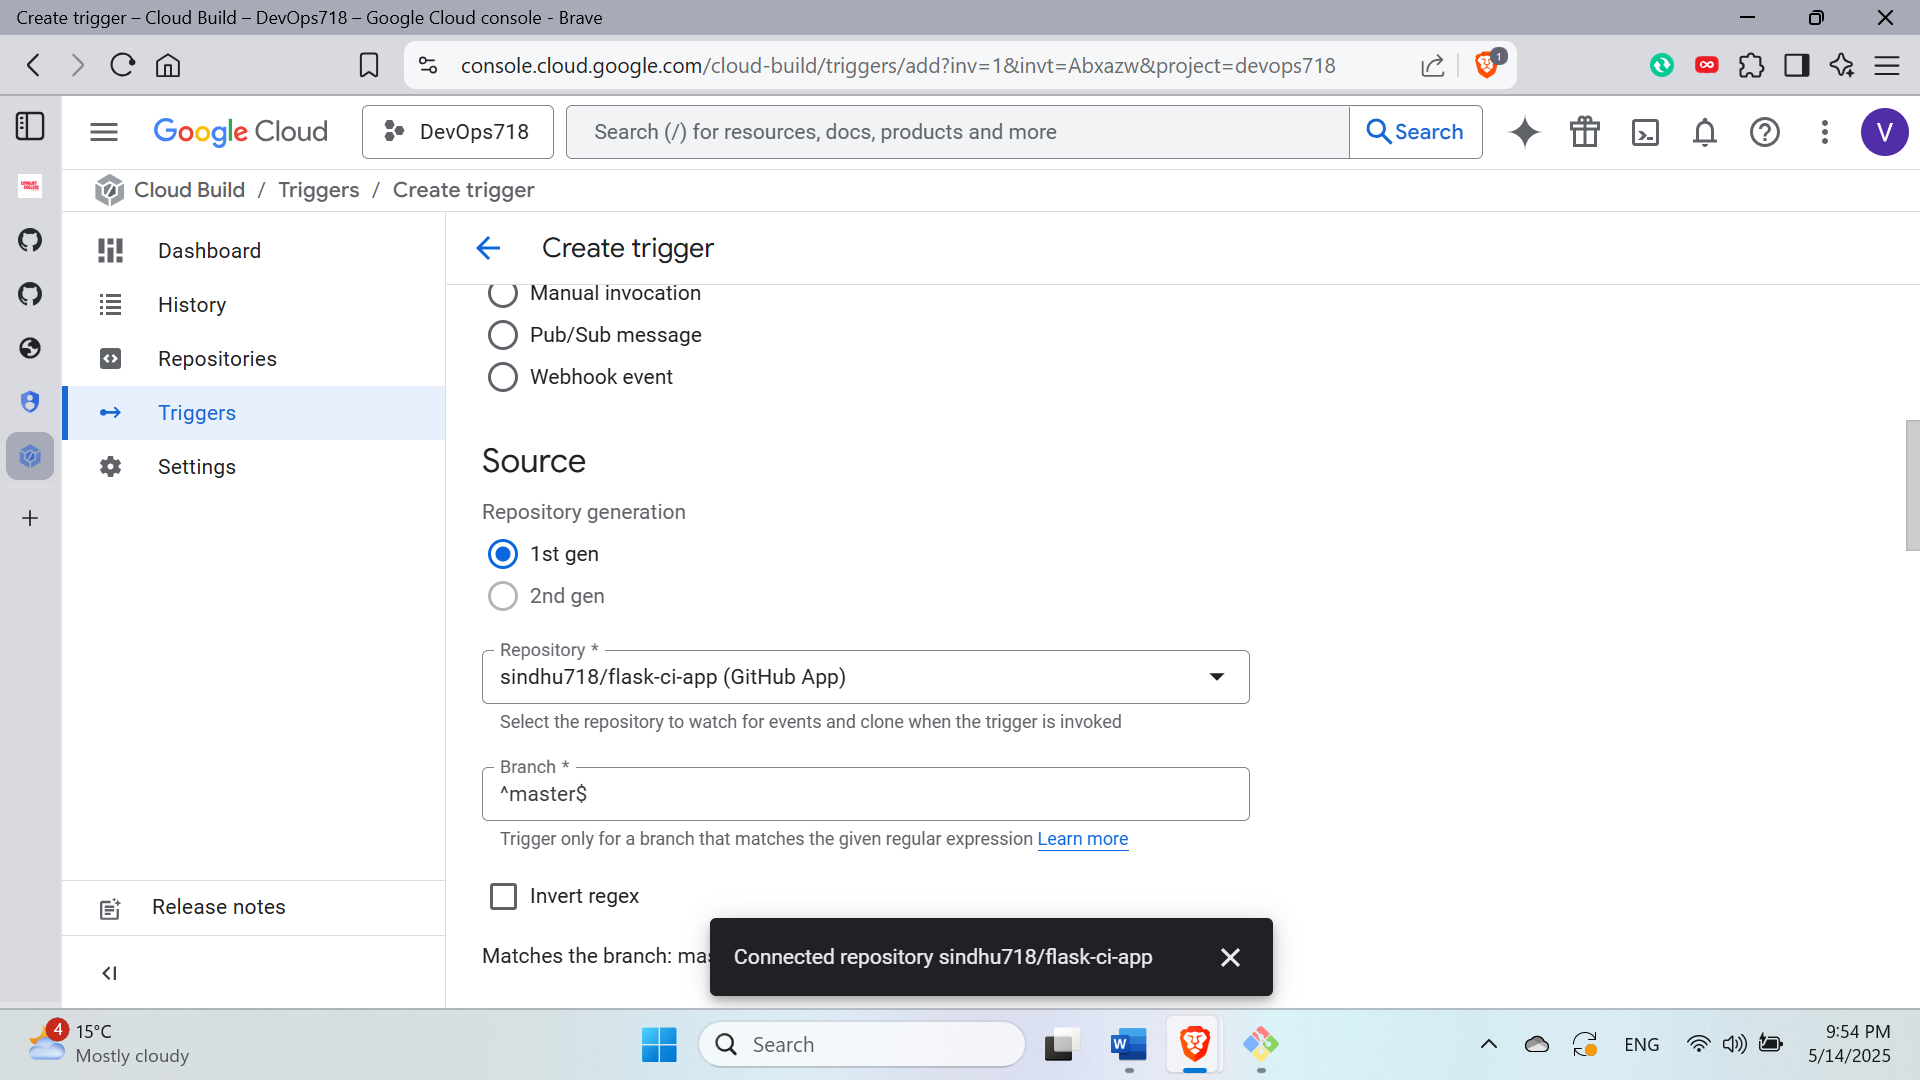 Create trigger – Cloud Build – DevOps718 – Google Cloud console - Brave
console.cloud.google.com/cloud-build/triggers/add?inv=1&invt=Abxazw&project=devops718
1
Google Cloud
DevOps718
Search (/) for resources, docs, products and more
Search
V
Cloud Build / Triggers / Create trigger
Dashboard
History
Repositories
Triggers
Settings
Release notes
Create trigger
Manual invocation
Pub/Sub message
Webhook event
Source
Repository generation
1st gen
2nd gen
Repository *
sindhu718/flask-ci-app (GitHub App)
Select the repository to watch for events and clone when the trigger is invoked
Branch *
^master$
Trigger only for a branch that matches the given regular expression Learn more
Invert regex
Matches the branch:
Connected repository sindhu718/flask-ci-app
4
15°C
Mostly cloudy
Search
W
ENG
9:54 PM
5/14/2025